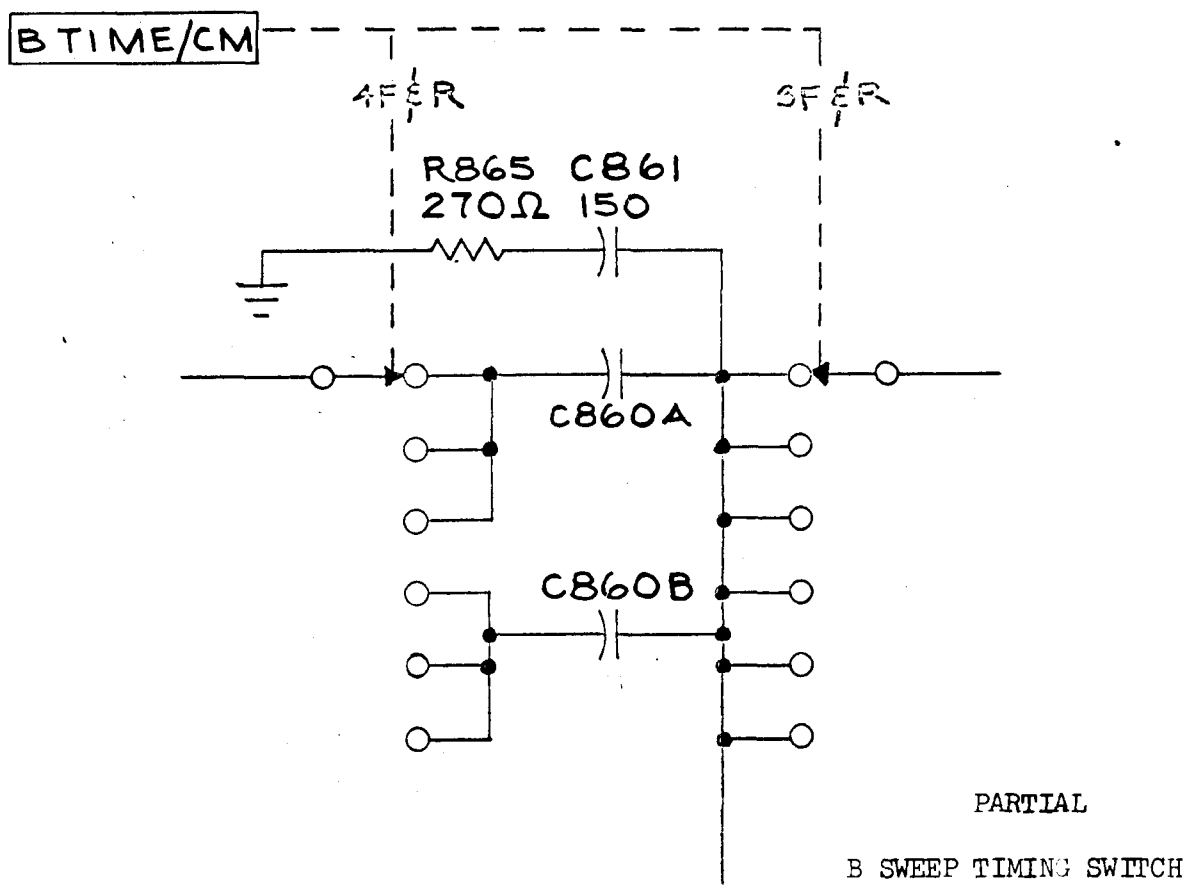 B TIME/CM
4F & R
3F & R
R865 C861
270Ω 150
C860A
C860B
PARTIAL
B SWEEP TIMING SWITCH